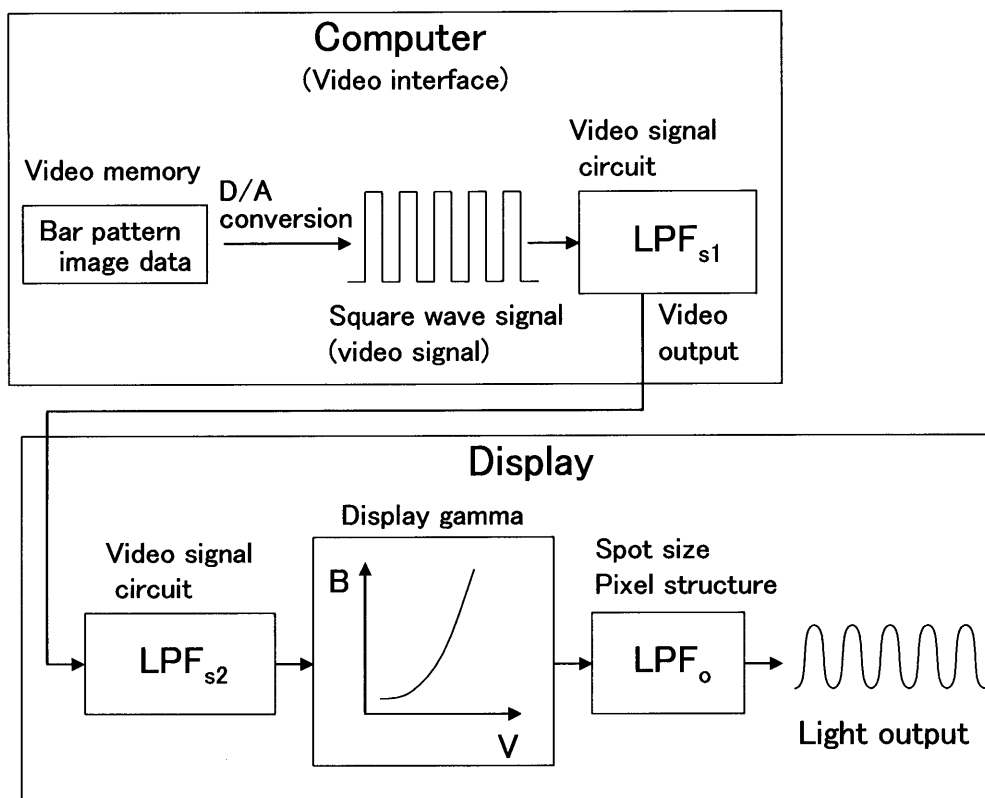 Computer
(Video interface)
Video signal
circuit
Video memory
D/A
conversion
Bar pattern
image data
LPFs1
Square wave signal
(video signal)
Video
output
Display
Display gamma
Video signal
circuit
Spot size
Pixel structure
B
LPFs2
LPFo
V
Light output